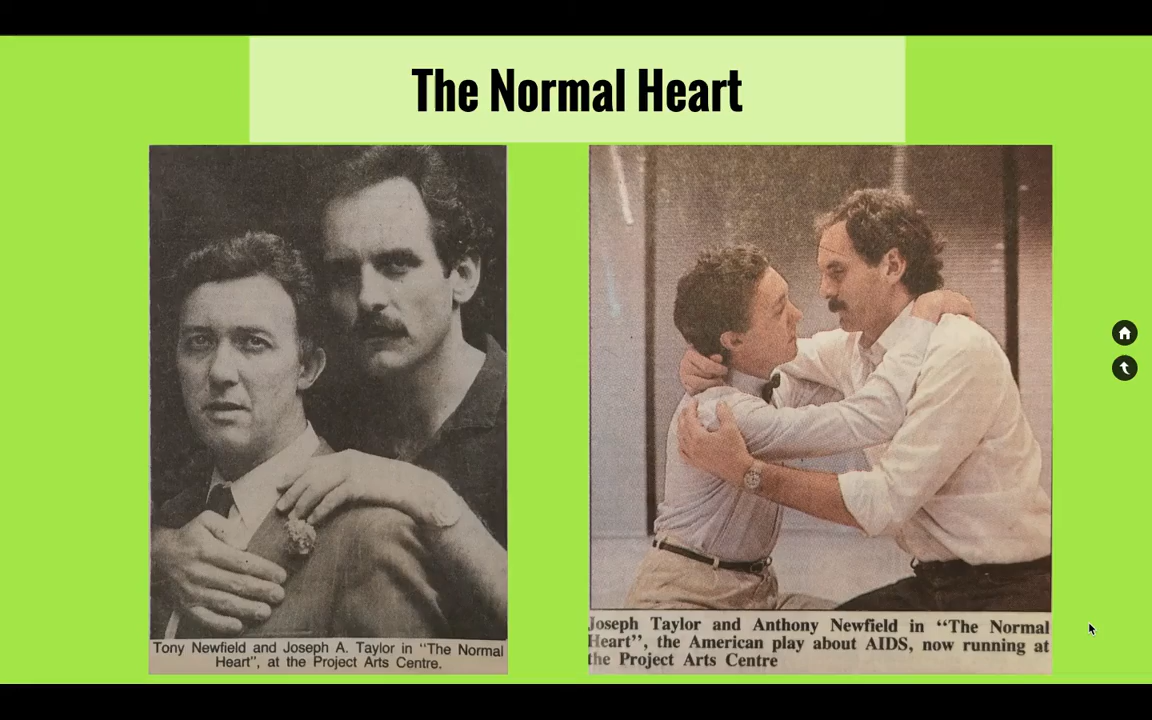 The Normal Heart
Tony Newfield and Joseph A. Taylor in ‘‘The Normal
Heart’’, at the Project Arts Centre.
Joseph Taylor and Anthony Newfield in ‘‘The Normal
Heart’’, the American play about AIDS, now running at
the Project Arts Centre